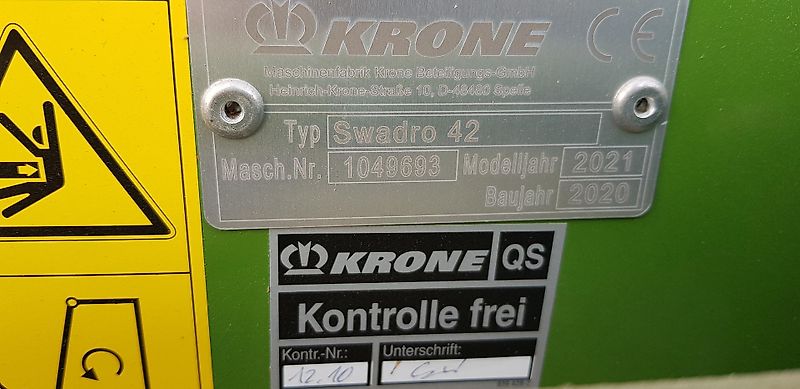 KRONE CE
Maschinenfabrik Krone Beteiligungs-GmbH
Heinrich-Krone-Straße 10, D-48480 Spelle
Typ Swadro 42
Masch.Nr. 1049693 Modelljahr 2021
Baujahr 2020
KRONE QS
Kontrolle frei
Kontr.-Nr.: Unterschrift:
12.10